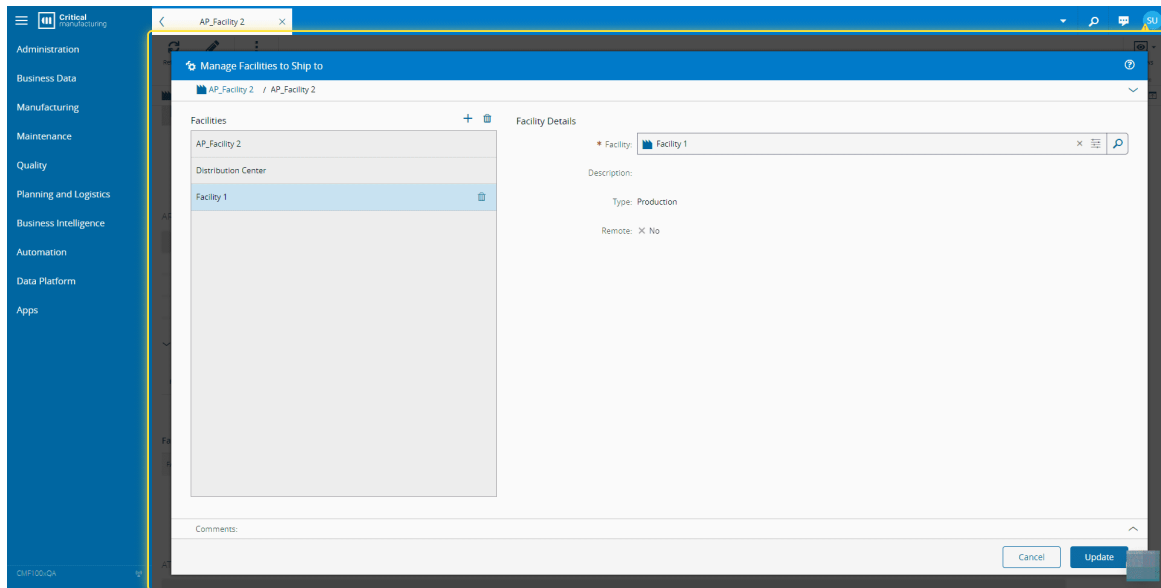 Critical
manufacturing
AP_Facility 2
SU
Administration
Business Data
Manufacturing
Maintenance
Quality
Planning and Logistics
Business Intelligence
Automation
Data Platform
Apps
CMF100xQA
Manage Facilities to Ship to
AP_Facility 2 / AP_Facility 2
Facilities
AP_Facility 2
Distribution Center
Facility 1
Facility Details
* Facility: Facility 1
Description:
Type: Production
Remote: No
Comments:
Cancel Update